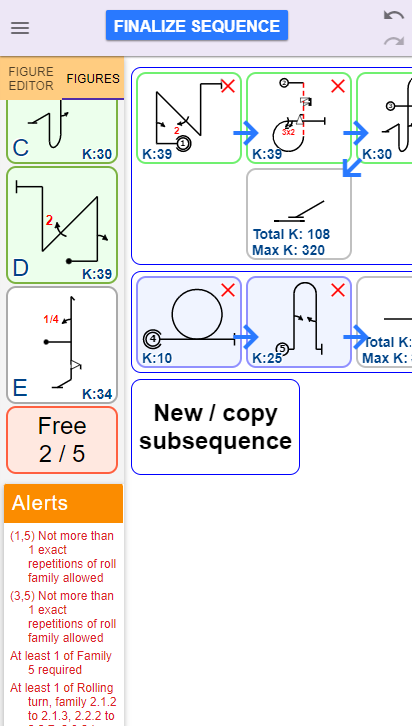 FINALIZE SEQUENCE
FIGURE
EDITOR
FIGURES
C
K:30
2
D
K:39
1/4
E
K:34
Free
2 / 5
Alerts
(1,5) Not more than
1 exact
repetitions of roll
family allowed
(3,5) Not more than
1 exact
repetitions of roll
family allowed
At least 1 of Family
5 required
At least 1 of Rolling
turn, family 2.1.2
to 2.1.3, 2.2.2 to
2
1
K:39
2
3x2
K:39
3
K:30
Total K: 108
Max K: 320
4
K:10
5
K:25
Total K:
Max K:
New / copy
subsequence